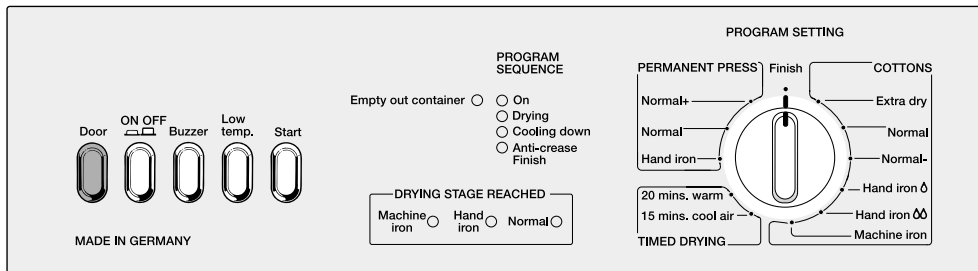 PROGRAM SETTING
PROGRAM
SEQUENCE
PERMANENT PRESS
Finish
COTTONS
Empty out container
On
Drying
Cooling down
Anti-crease
Finish
Normal+
Normal
Hand iron
Extra dry
Normal
Normal-
Hand iron
Hand iron
Machine iron
20 mins. warm
15 mins. cool air
TIMED DRYING
Door
ON OFF
Buzzer
Low
temp.
Start
DRYING STAGE REACHED
Machine
iron
Hand
iron
Normal
MADE IN GERMANY